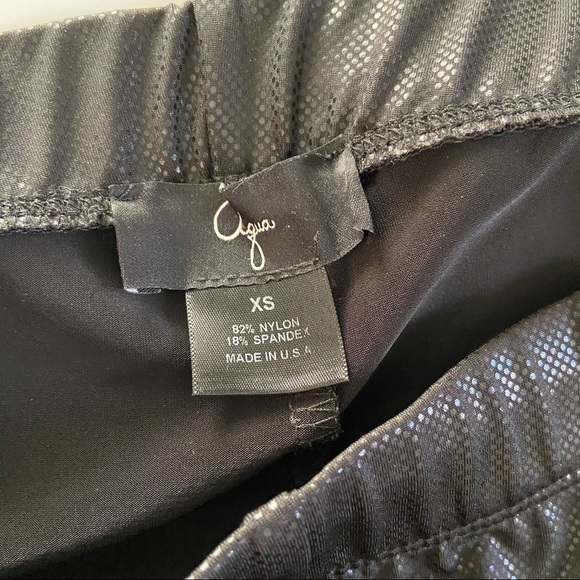 Aqua
XS
82% NYLON
18% SPANDEX
MADE IN U.S.A.